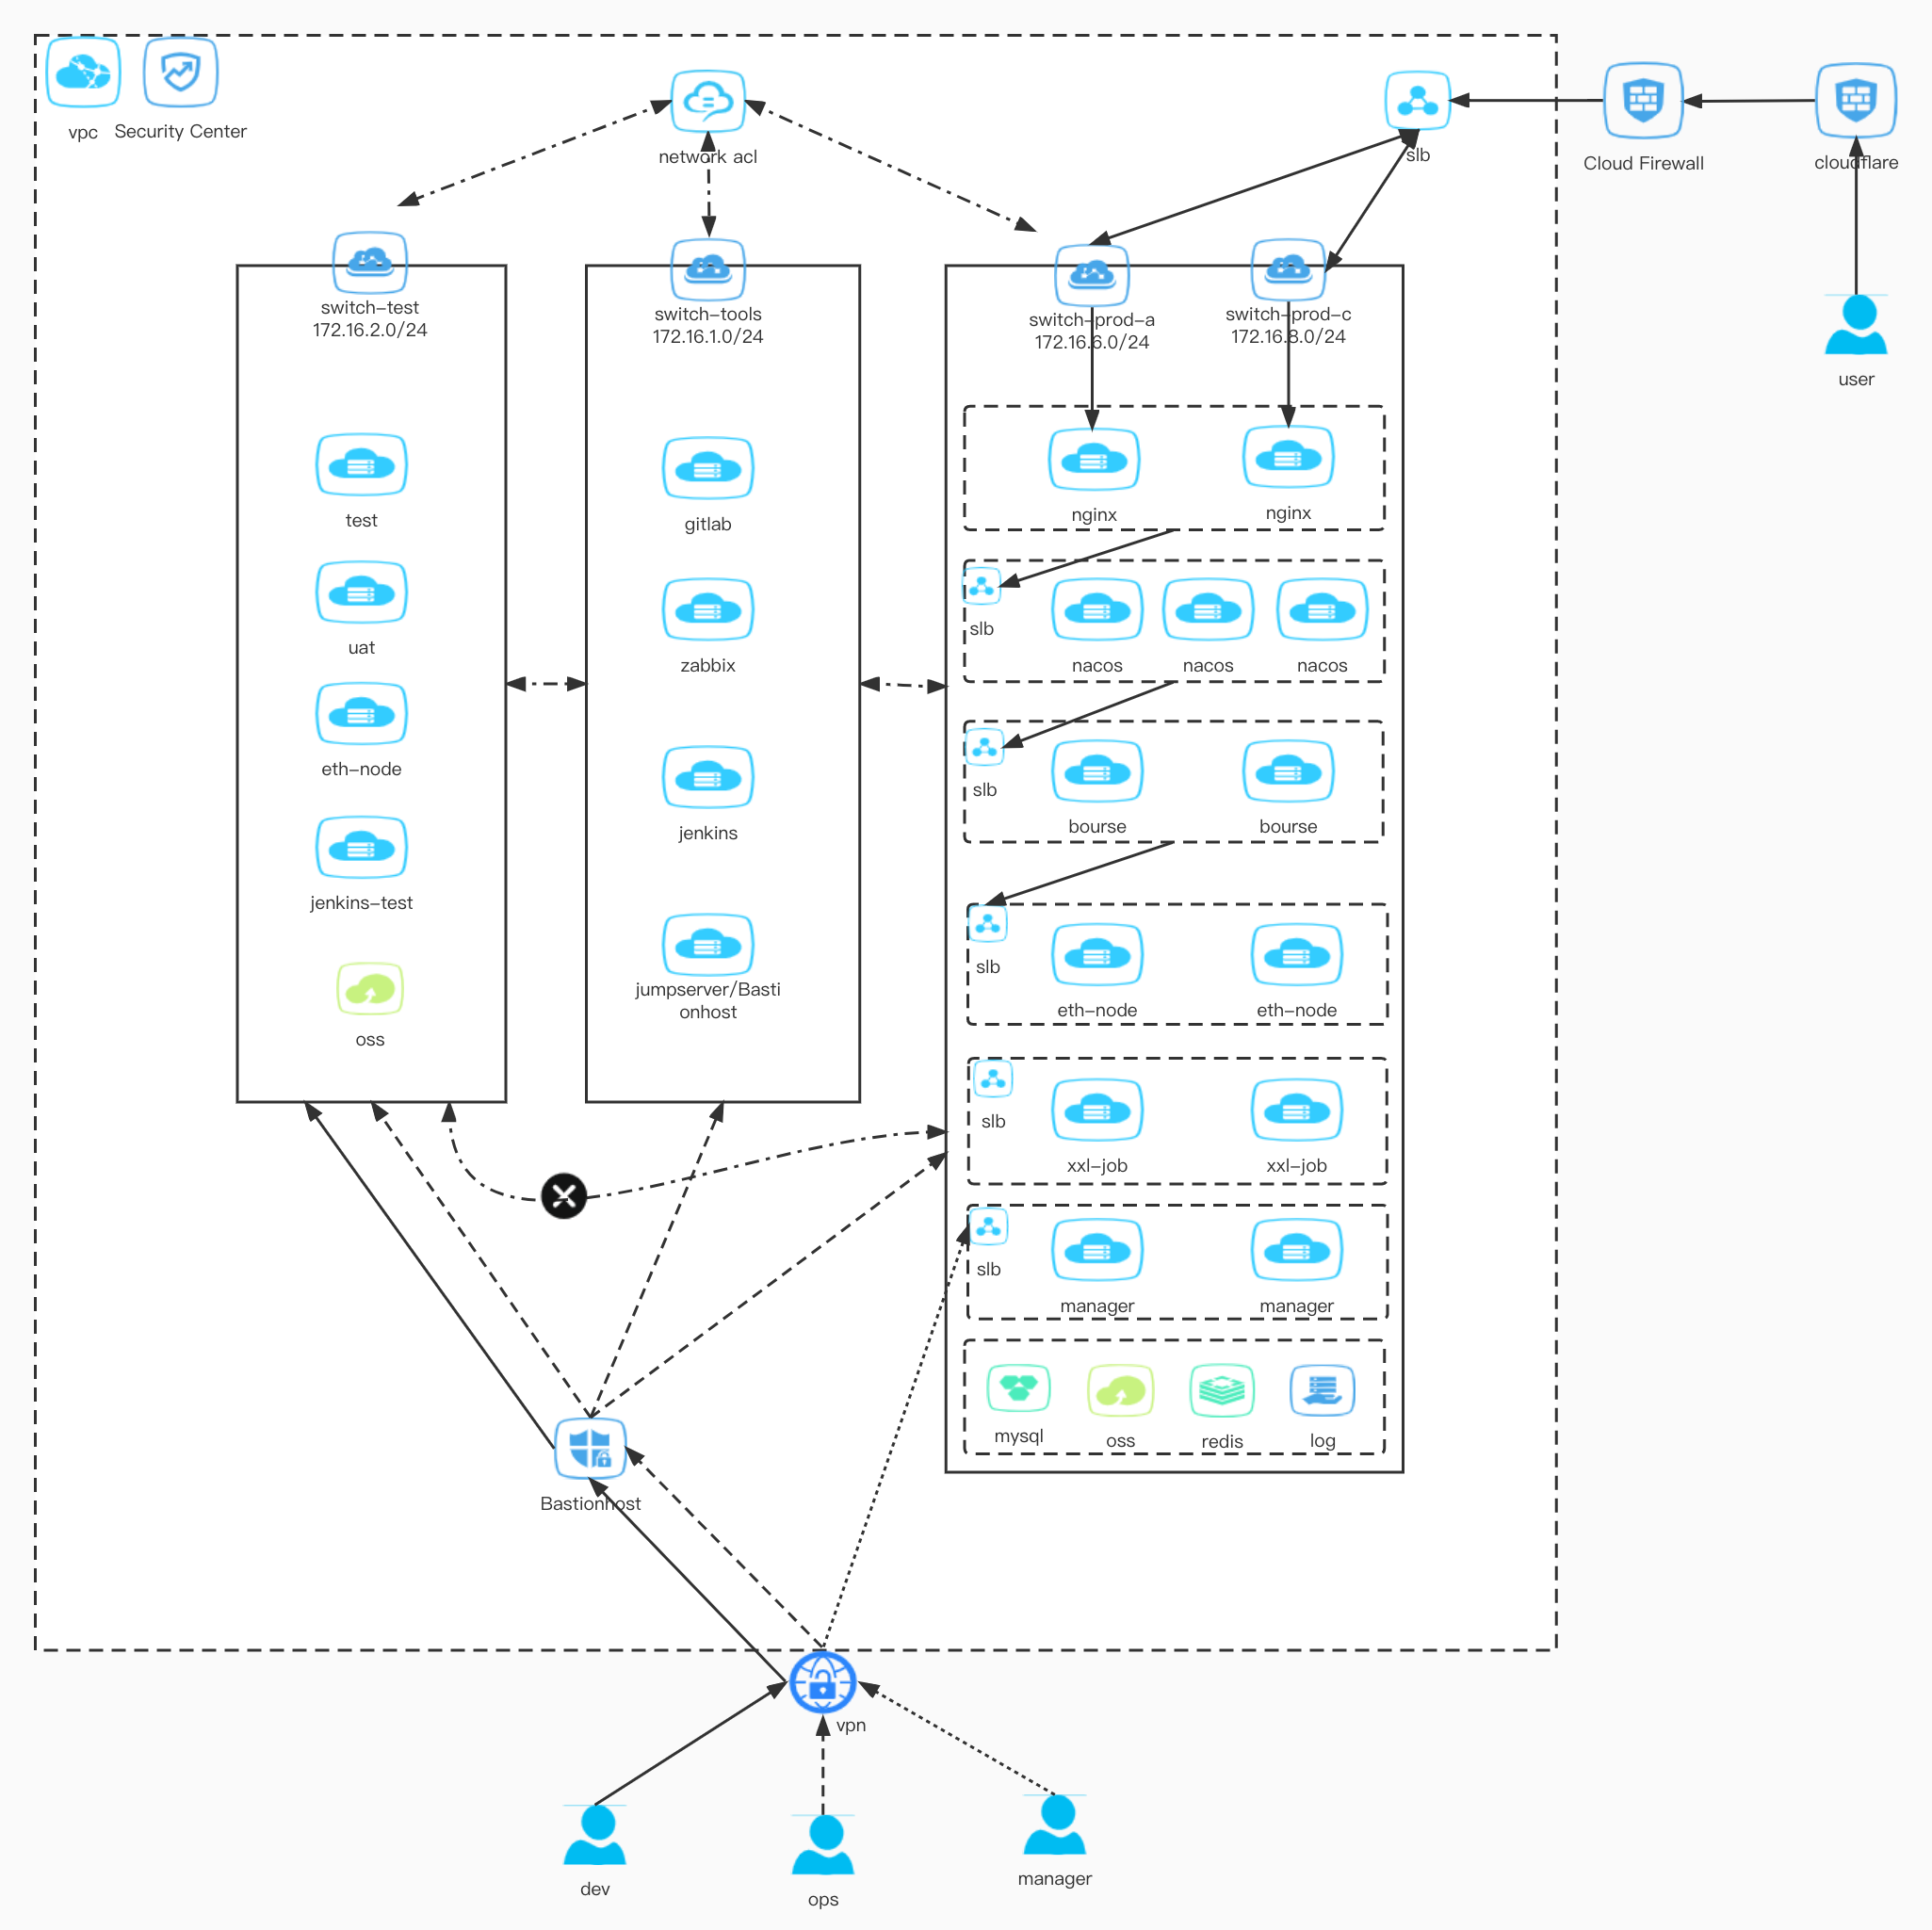 vpc
Security Center
network acl
slb
Cloud Firewall
cloudflare
user
switch-test
172.16.2.0/24
switch-tools
172.16.1.0/24
switch-prod-a
172.16.6.0/24
switch-prod-c
172.16.8.0/24
test
uat
eth-node
jenkins-test
oss
gitlab
zabbix
jenkins
jumpserver/Basti
onhost
nginx
nginx
slb
nacos
nacos
nacos
slb
bourse
bourse
slb
eth-node
eth-node
slb
xxl-job
xxl-job
slb
manager
manager
mysql
oss
redis
log
Bastionhost
vpn
dev
ops
manager